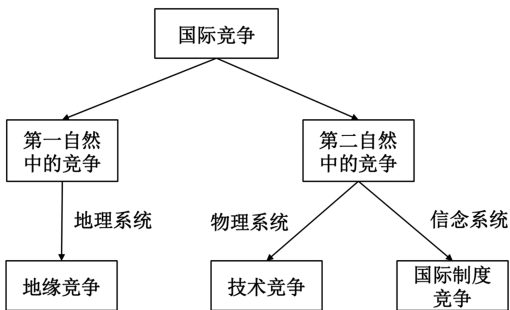 国际竞争
第一自然
中的竞争
第二自然
中的竞争
地理系统
物理系统
信念系统
地缘竞争
技术竞争
国际制度
竞争